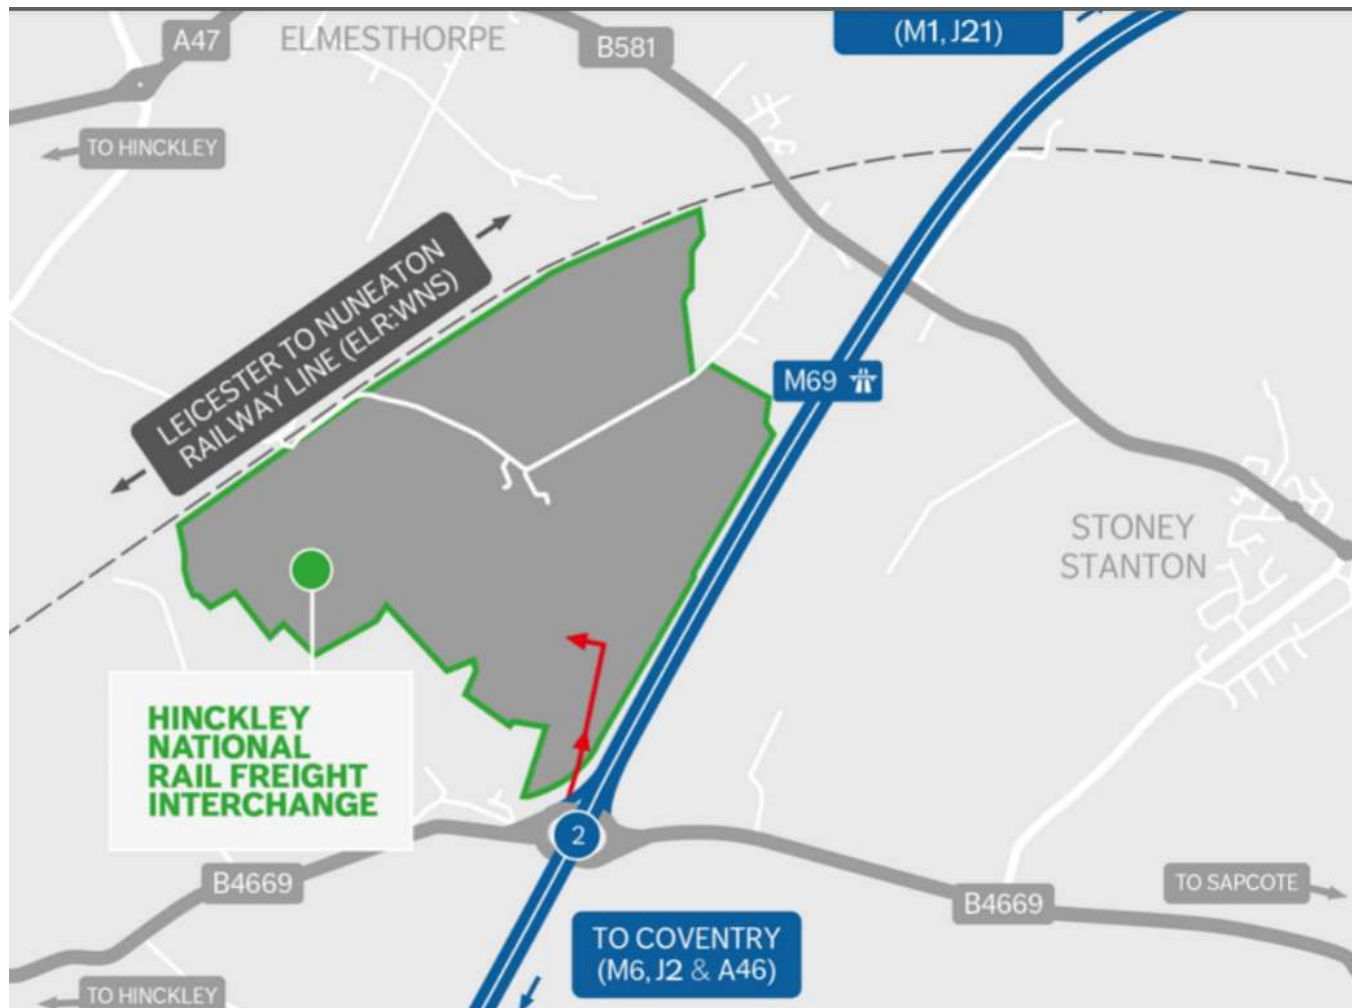 A47
ELMESTHORPE
B581
(M1, J21)
TO HINCKLEY
LEICESTER TO NUNEATON
RAILWAY LINE (ELR:WNS)
M69
STONEY
STANTON
HINCKLEY
NATIONAL
RAIL FREIGHT
INTERCHANGE
2
B4669
B4669
TO SAPCOTE
TO COVENTRY
(M6, J2 & A46)
TO HINCKLEY